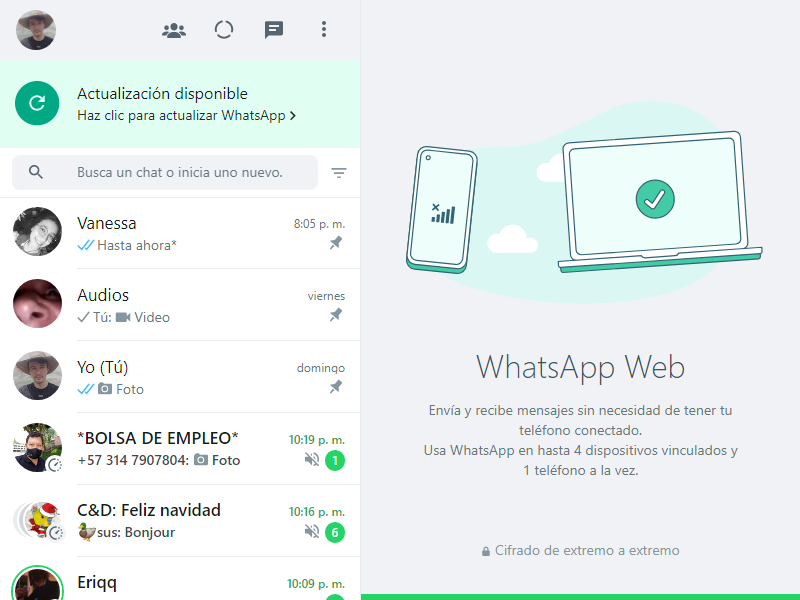 Actualización disponible
Haz clic para actualizar WhatsApp
Busca un chat o inicia uno nuevo.
Vanessa
8:05 p. m.
Hasta ahora*
Audios
viernes
Tú: Video
Yo (Tú)
domingo
Foto
*BOLSA DE EMPLEO*
10:19 p. m.
+57 314 7907804: Foto
1
C&D: Feliz navidad
10:16 p. m.
sus: Bonjour
6
Eriqq
10:09 p. m.
WhatsApp Web
Envía y recibe mensajes sin necesidad de tener tu
teléfono conectado.
Usa WhatsApp en hasta 4 dispositivos vinculados y
1 teléfono a la vez.
Cifrado de extremo a extremo